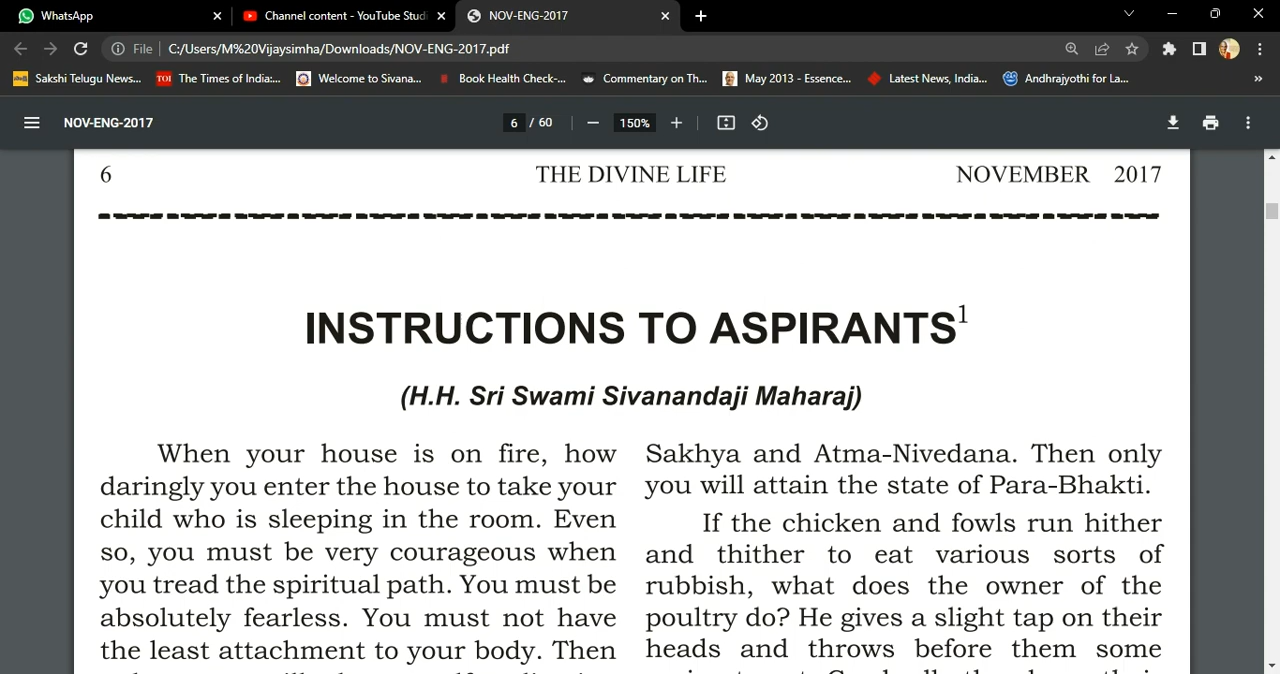 WhatsApp
Channel content - YouTube Studi
NOV-ENG-2017
File
C:/Users/M%20Vijaysimha/Downloads/NOV-ENG-2017.pdf
Sakshi Telugu News...
TOI
The Times of India:...
Welcome to Sivana...
Book Health Check-...
Commentary on Th...
May 2013 - Essence...
Latest News, India...
Andhrajyothi for La...
»
NOV-ENG-2017
6 / 60
150%
6
THE DIVINE LIFE
NOVEMBER 2017
INSTRUCTIONS TO ASPIRANTS¹
(H.H. Sri Swami Sivanandaji Maharaj)
When your house is on fire, how
daringly you enter the house to take your
child who is sleeping in the room. Even
so, you must be very courageous when
you tread the spiritual path. You must be
absolutely fearless. You must not have
the least attachment to your body. Then
Sakhya and Atma-Nivedana. Then only
you will attain the state of Para-Bhakti.
If the chicken and fowls run hither
and thither to eat various sorts of
rubbish, what does the owner of the
poultry do? He gives a slight tap on their
heads and throws before them some